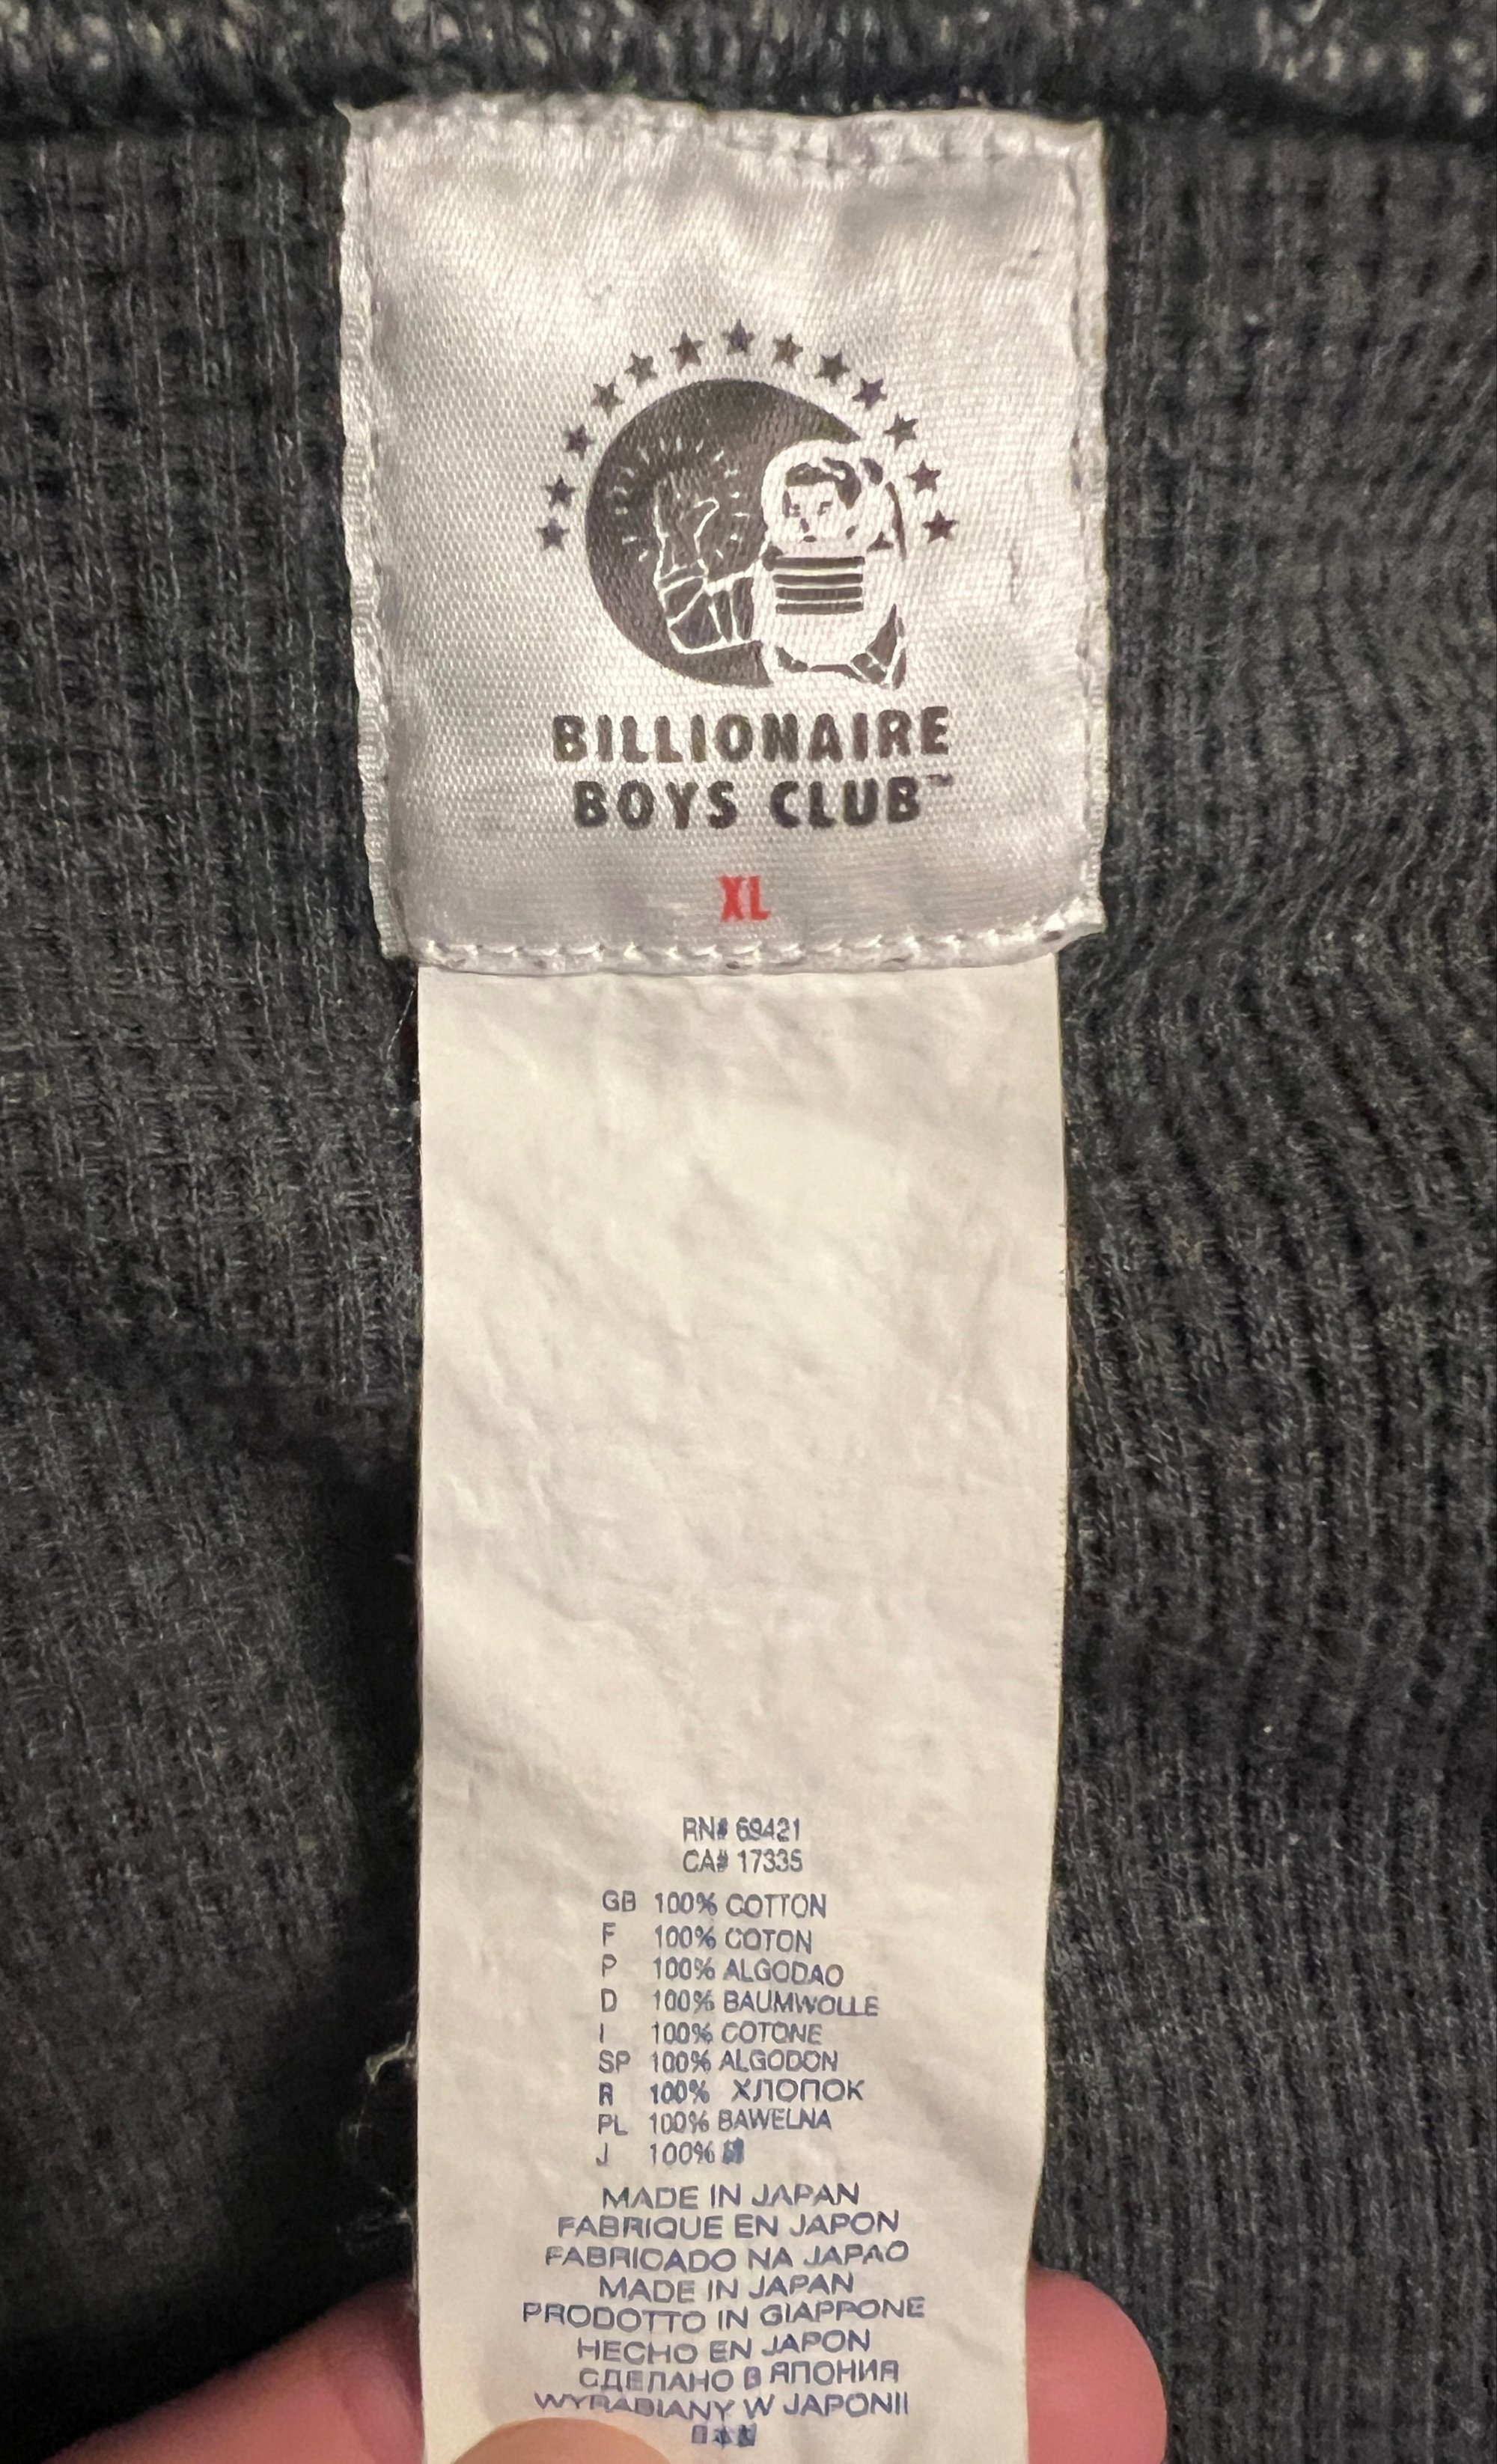 BILLIONAIRE
BOYS CLUB™
XL
RN# 69421
CA# 17335
GB 100% COTTON
F 100% COTON
P 100% ALGODAO
D 100% BAUMWOLLE
I 100% COTONE
SP 100% ALGODON
R 100% ХЛОПОК
PL 100% BAWELNA
J 100%
MADE IN JAPAN
FABRIQUE EN JAPON
FABRICADO NA JAPAO
MADE IN JAPAN
PRODOTTO IN GIAPPONE
HECHO EN JAPON
СДЕЛАНО В ЯПОНИЯ
WYRABIANY W JAPONII